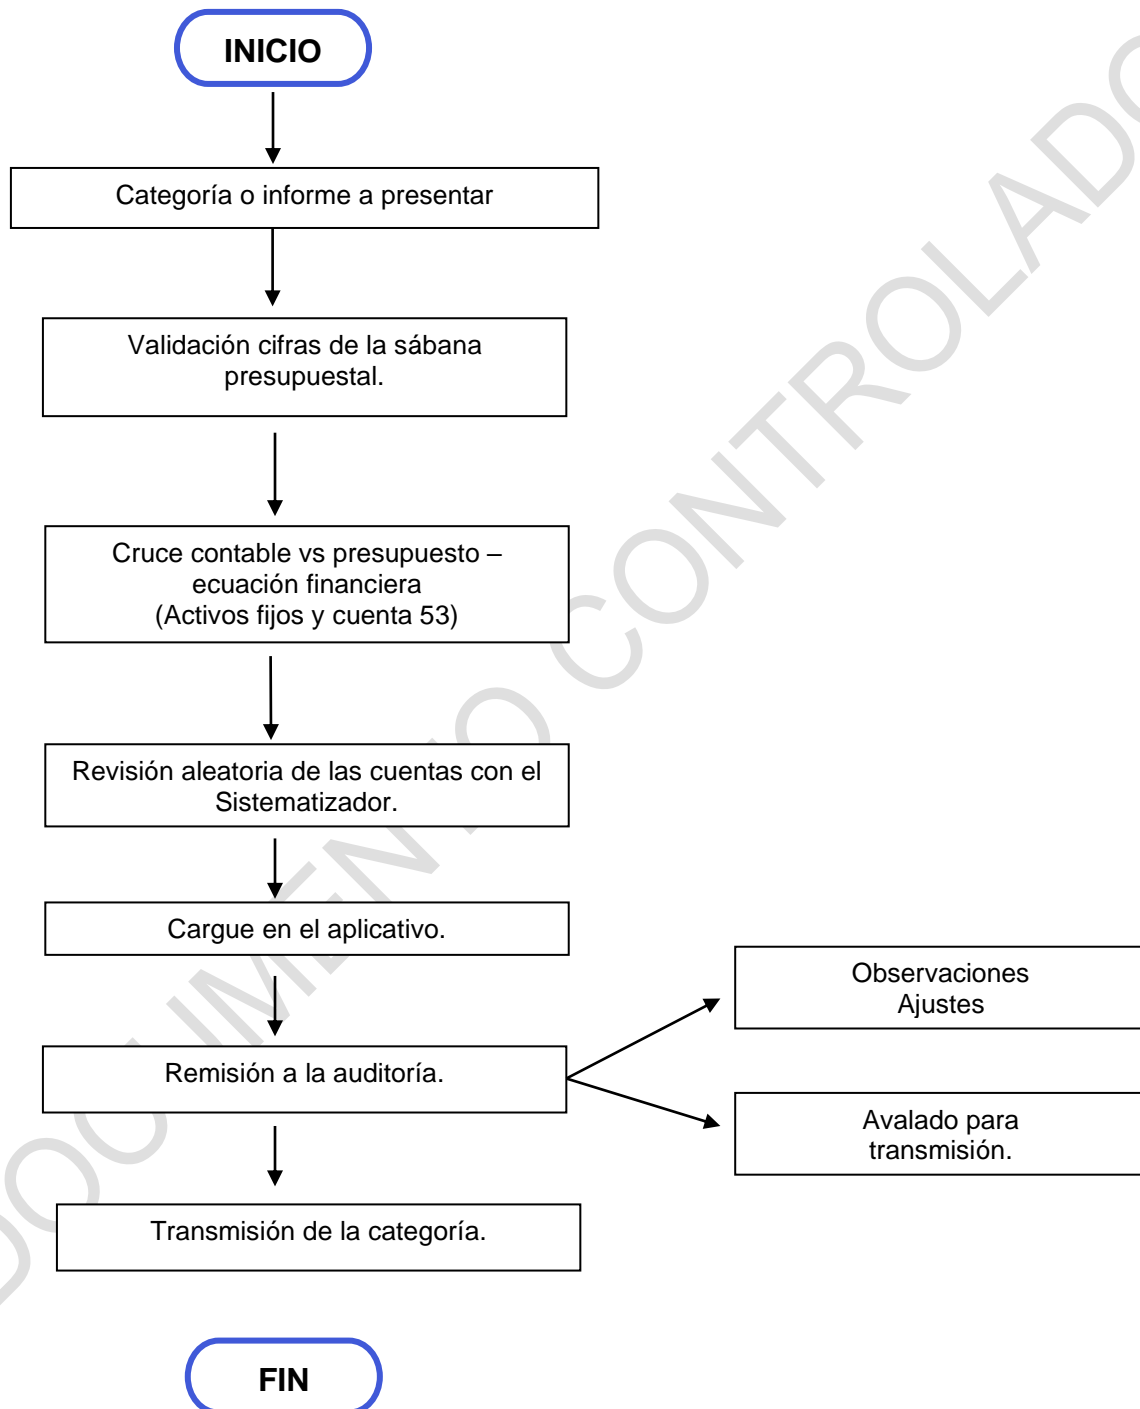 INICIO
Categoría o informe a presentar
Validación cifras de la sábana
presupuestal.
Cruce contable vs presupuesto –
ecuación financiera
(Activos fijos y cuenta 53)
Revisión aleatoria de las cuentas con el
Sistematizador.
Cargue en el aplicativo.
Observaciones
Ajustes
Remisión a la auditoría.
Avalado para
transmisión.
Transmisión de la categoría.
FIN
DOCUMENTO CONTROLADO